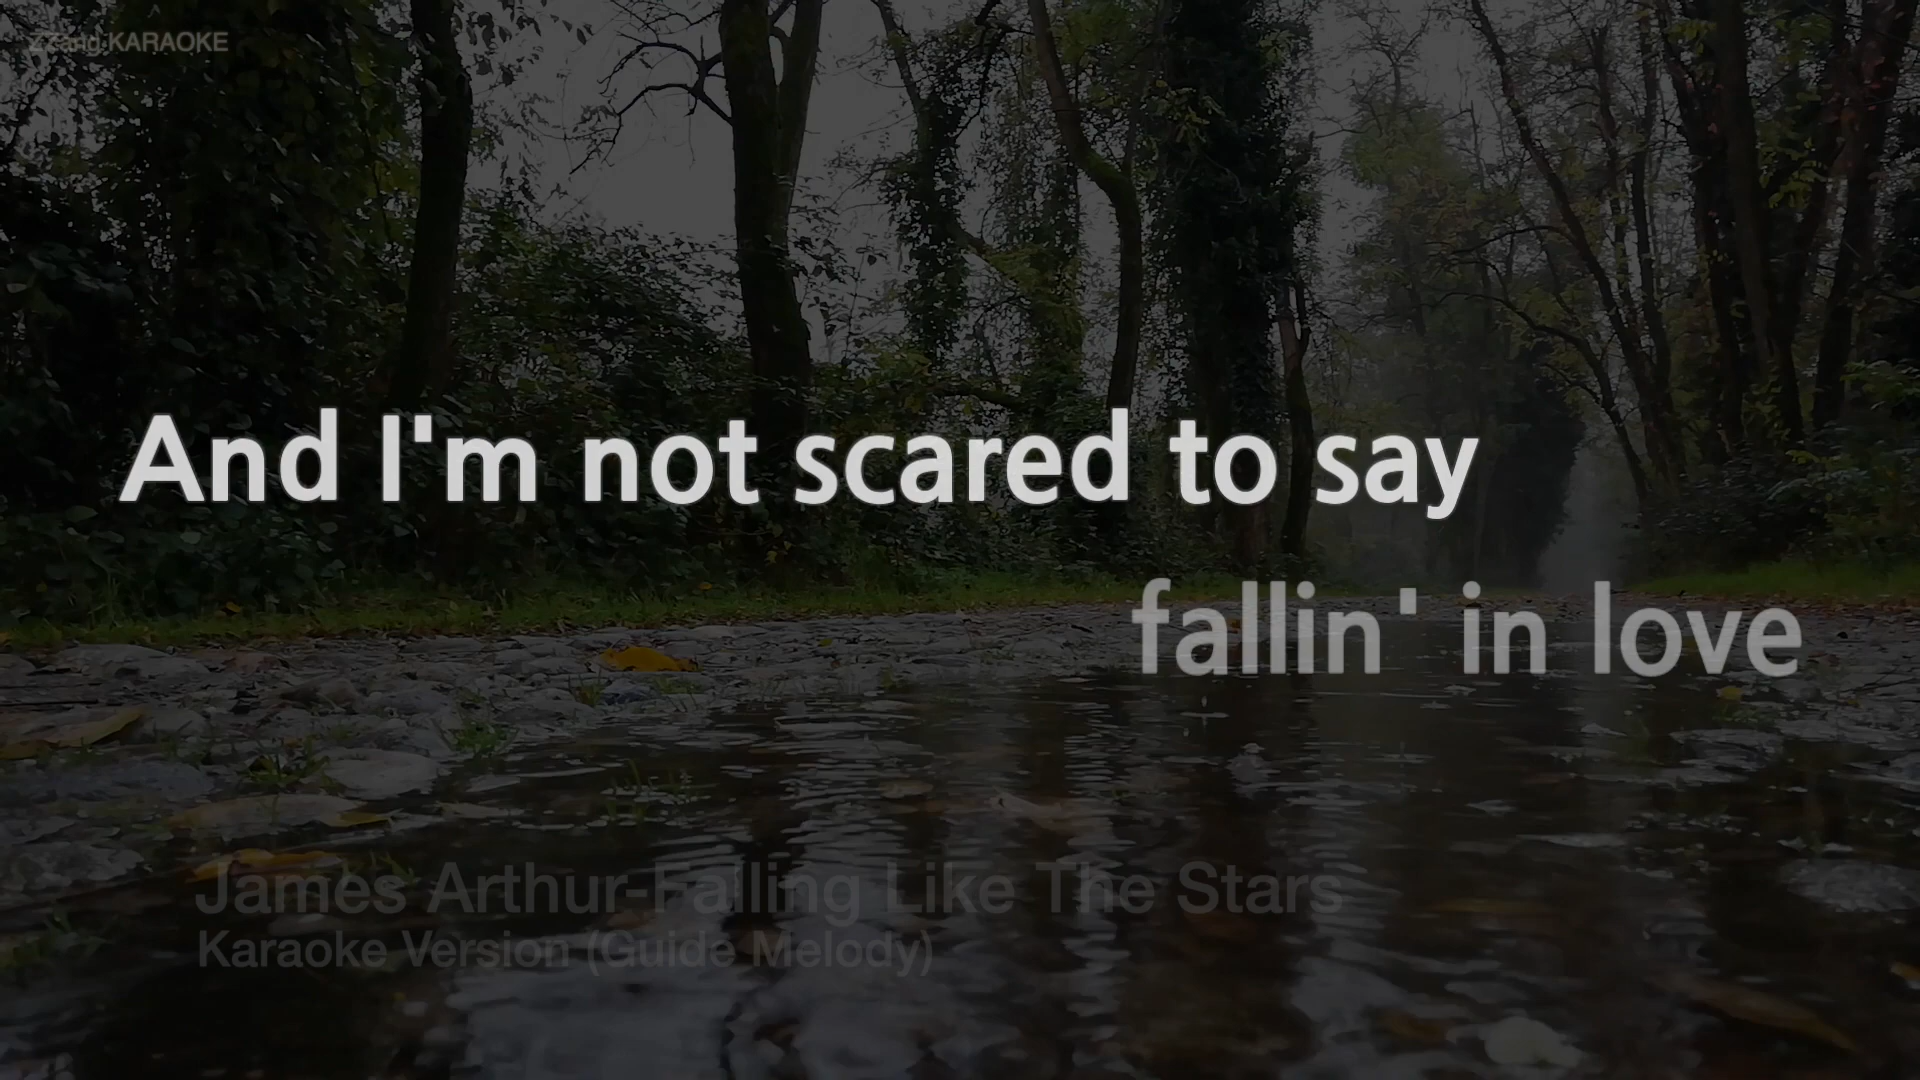 ZZang KARAOKE
And I'm not scared to say
fallin' in love
James Arthur-Falling Like The Stars
Karaoke Version (Guide Melody)